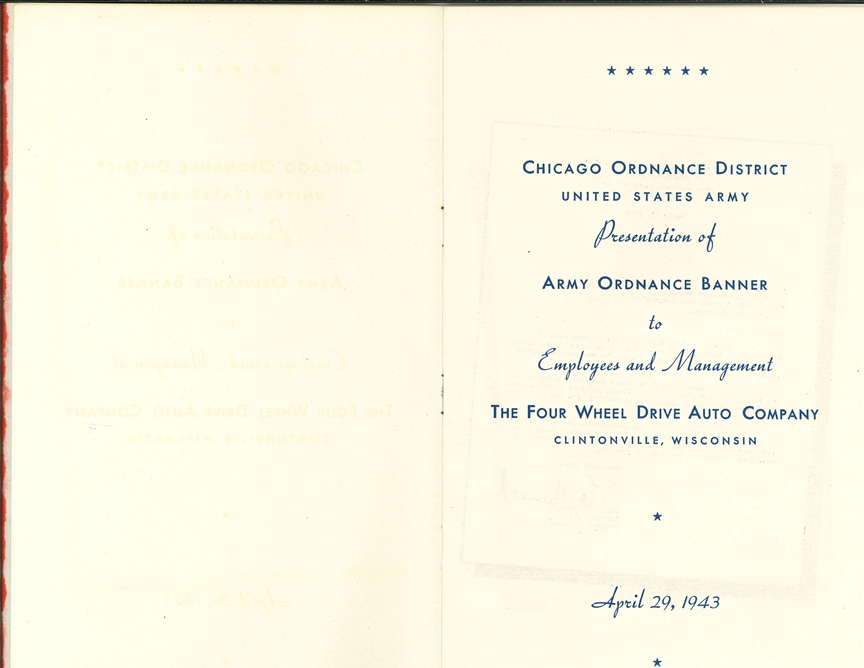 ★ ★ ★ ★ ★ ★
CHICAGO ORDNANCE DISTRICT
UNITED STATES ARMY
Presentation of
ARMY ORDNANCE BANNER
to
Employees and Management
THE FOUR WHEEL DRIVE AUTO COMPANY
CLINTONVILLE, WISCONSIN
★
April 29, 1943
★